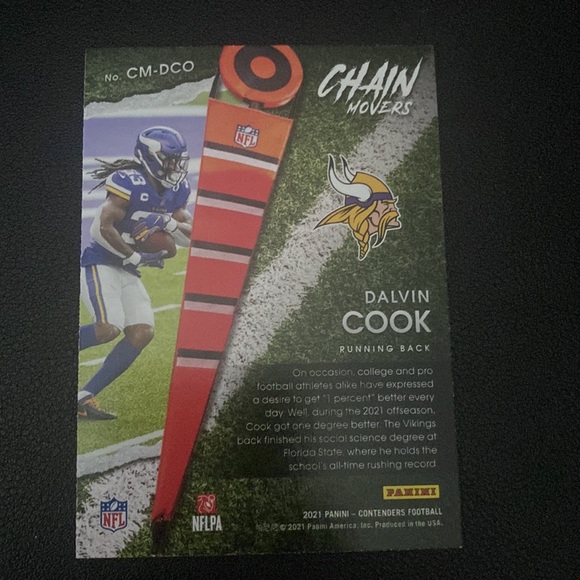 No. CM-DCO
CHAIN
MOVERS
NFL
33
C
DALVIN
COOK
RUNNING BACK
On occasion, college and pro
football athletes alike have expressed
a desire to get "1 percent" better every
day. Well, during the 2021 offseason,
Cook got one degree better. The Vikings
back finished his social science degree at
Florida State, where he holds the
school's all-time rushing record.
PANINI
NFL
NFLPA
2021 PANINI – CONTENDERS FOOTBALL
© 2021 Panini America, Inc. Produced in the USA.